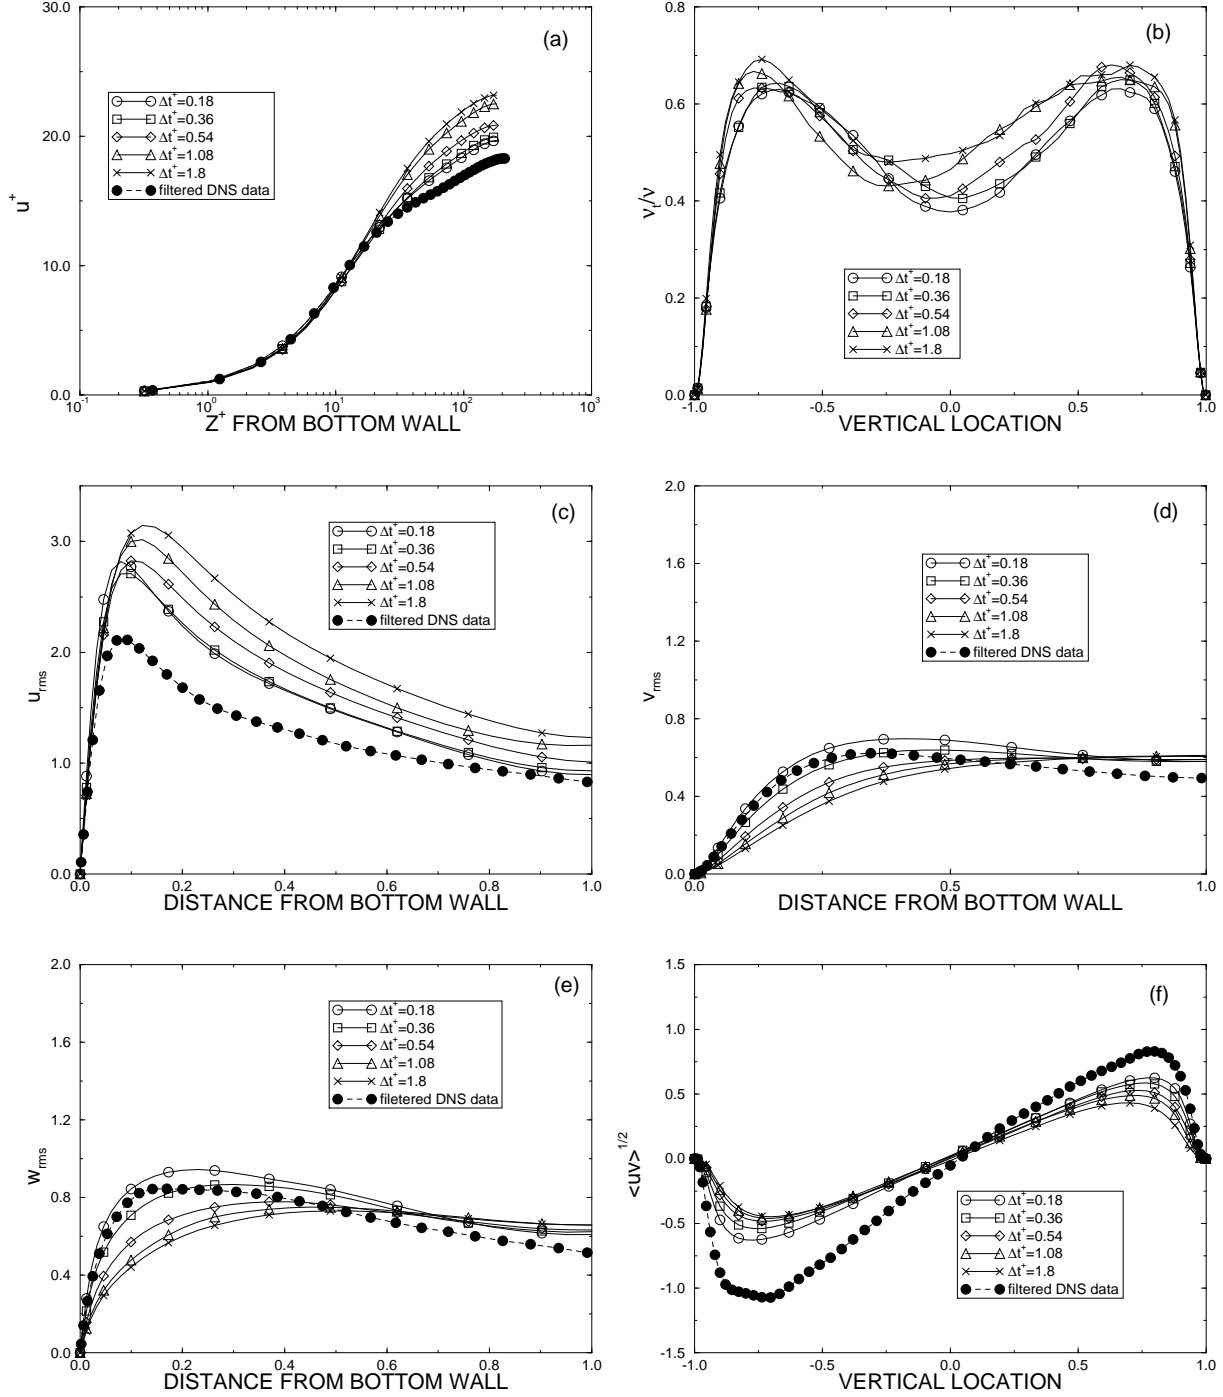 30.0
20.0
10.0
0.0
u+
(a)
Δt+=0.18
Δt+=0.36
Δt+=0.54
Δt+=1.08
Δt+=1.8
filtered DNS data
10-1
100
101
102
103
Z+ FROM BOTTOM WALL
0.8
0.6
0.4
0.2
0.0
νt/ν
(b)
Δt+=0.18
Δt+=0.36
Δt+=0.54
Δt+=1.08
Δt+=1.8
-1.0
-0.5
0.0
0.5
1.0
VERTICAL LOCATION
3.0
2.0
1.0
0.0
urms
(c)
Δt+=0.18
Δt+=0.36
Δt+=0.54
Δt+=1.08
Δt+=1.8
filtered DNS data
0.0
0.2
0.4
0.6
0.8
1.0
DISTANCE FROM BOTTOM WALL
2.0
1.6
1.2
0.8
0.4
0.0
vrms
(d)
Δt+=0.18
Δt+=0.36
Δt+=0.54
Δt+=1.08
Δt+=1.8
filtered DNS data
0.0
0.5
1.0
DISTANCE FROM BOTTOM WALL
2.0
1.6
1.2
0.8
0.4
0.0
wrms
(e)
Δt+=0.18
Δt+=0.36
Δt+=0.54
Δt+=1.08
Δt+=1.8
filetered DNS data
0.0
0.2
0.4
0.6
0.8
1.0
DISTANCE FROM BOTTOM WALL
1.5
1.0
0.5
0.0
-0.5
-1.0
-1.5
<uv>1/2
(f)
Δt+=0.18
Δt+=0.36
Δt+=0.54
Δt+=1.08
Δt+=1.8
filtered DNS data
-1.0
-0.5
0.0
0.5
1.0
VERTICAL LOCATION